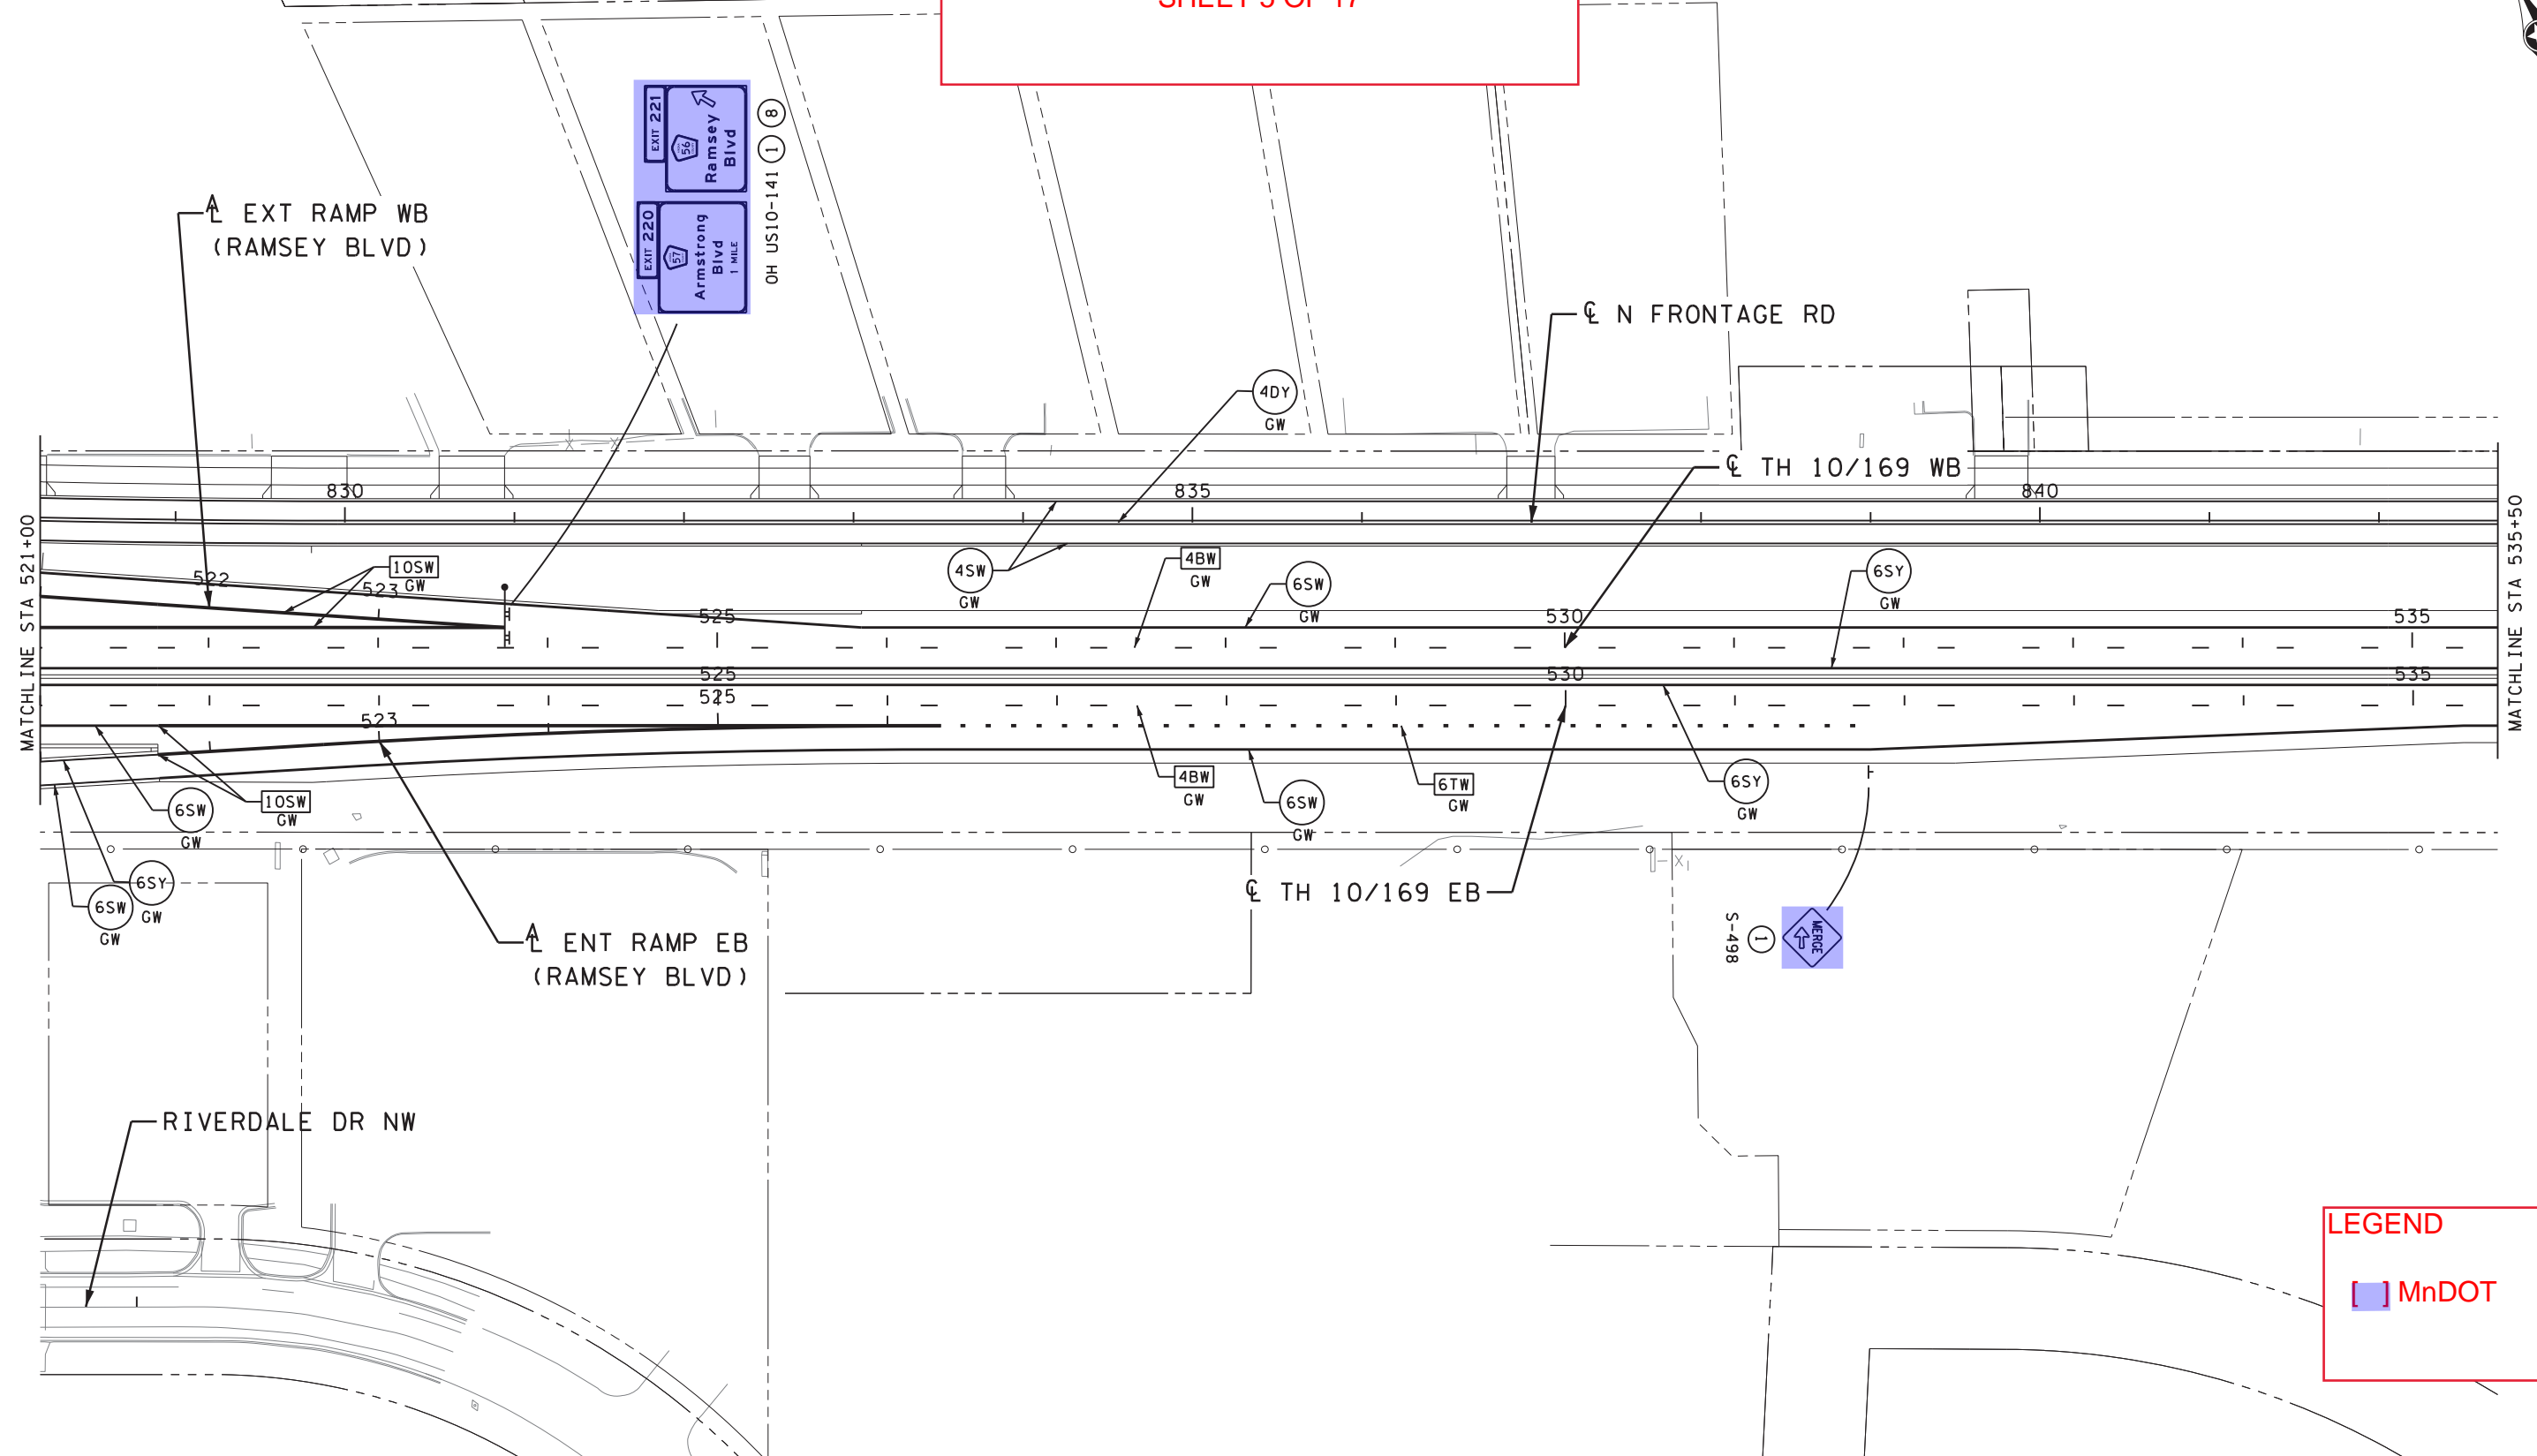 SHEET 5 OF 17
EXIT 221
56
Ramsey
Blvd
EXIT 220
57
Armstrong
Blvd
1 MILE
OH US10-141
1
8
EXT RAMP WB
(RAMSEY BLVD)
N FRONTAGE RD
4DY
GW
TH 10/169 WB
830
835
840
MATCHLINE STA 521+00
MATCHLINE STA 535+50
522
523
10SW
GW
4SW
GW
4BW
GW
6SW
GW
6SY
GW
525
530
535
525
530
535
525
523
6SW
GW
10SW
GW
4BW
GW
6SW
GW
6TW
GW
6SY
GW
6SY
GW
6SW
GW
TH 10/169 EB
ENT RAMP EB
(RAMSEY BLVD)
MERGE
1
S-498
RIVERDALE DR NW
LEGEND
[ ] MnDOT